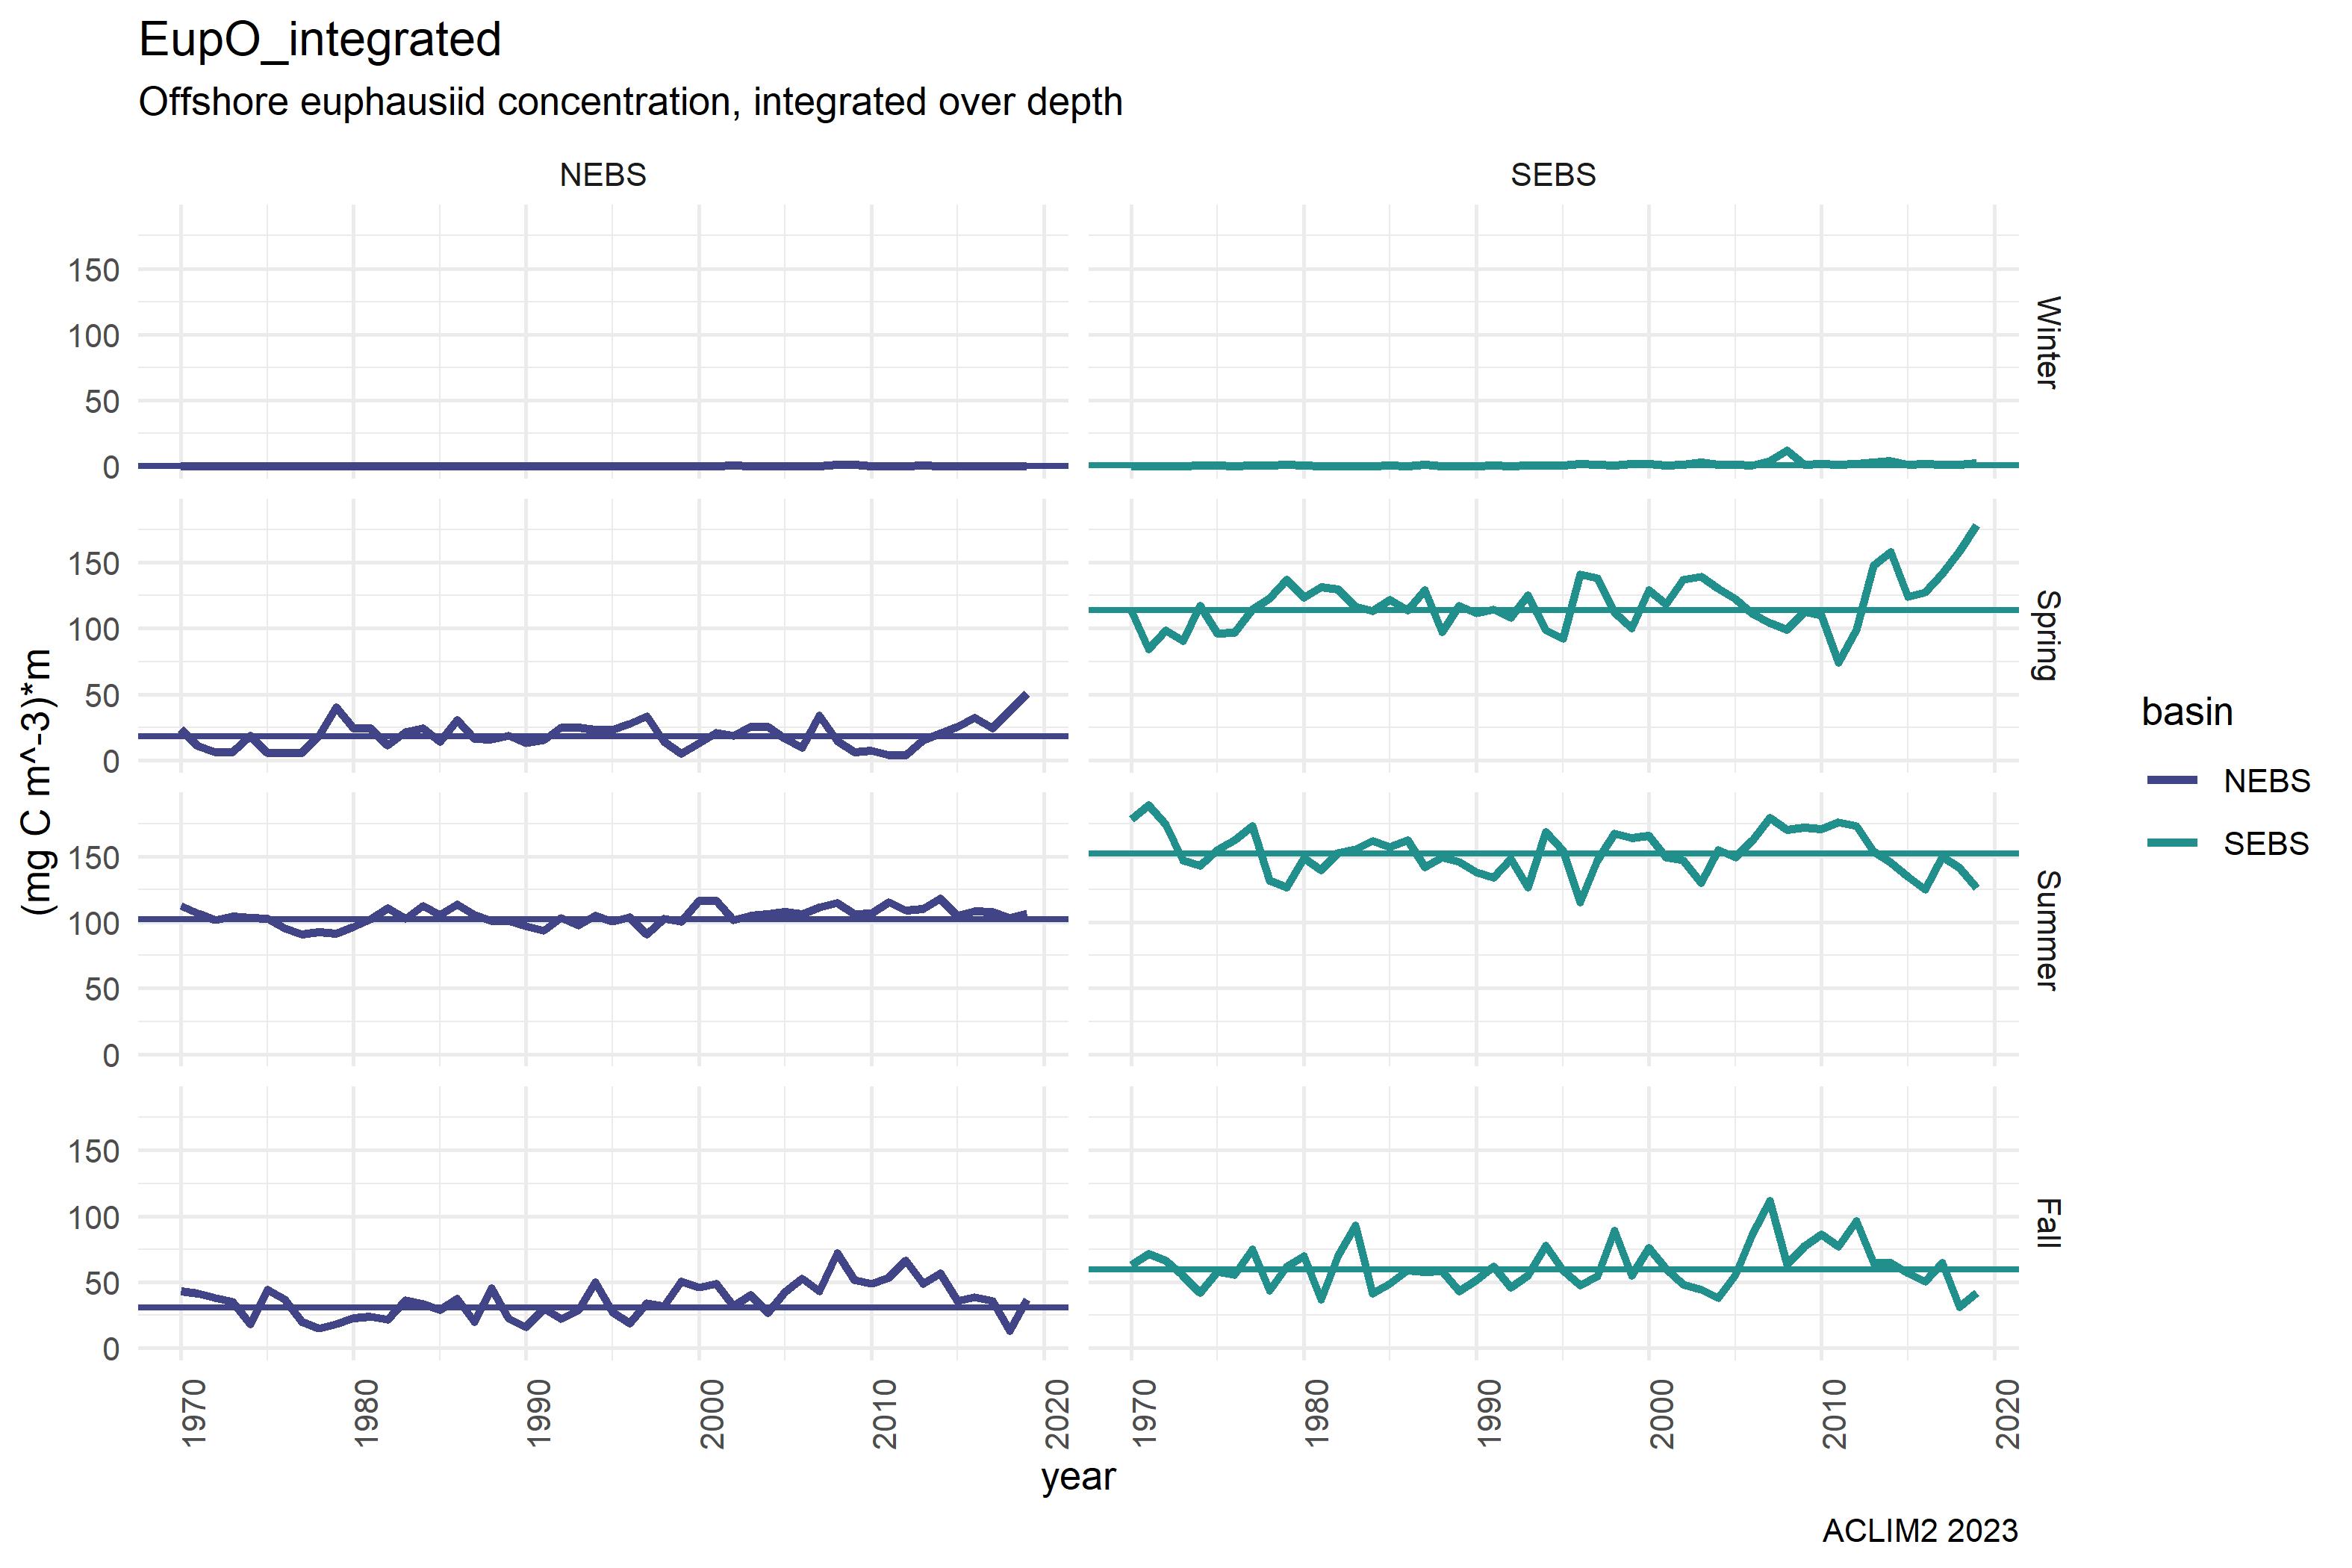 EupO_integrated
Offshore euphausiid concentration, integrated over depth
NEBS
SEBS
150
100
50
0
Winter
150
100
50
0
Spring
150
100
50
0
Summer
150
100
50
0
Fall
(mg C m^-3)*m
1970
1980
1990
2000
2010
2020
1970
1980
1990
2000
2010
2020
year
basin
NEBS
SEBS
ACLIM2 2023